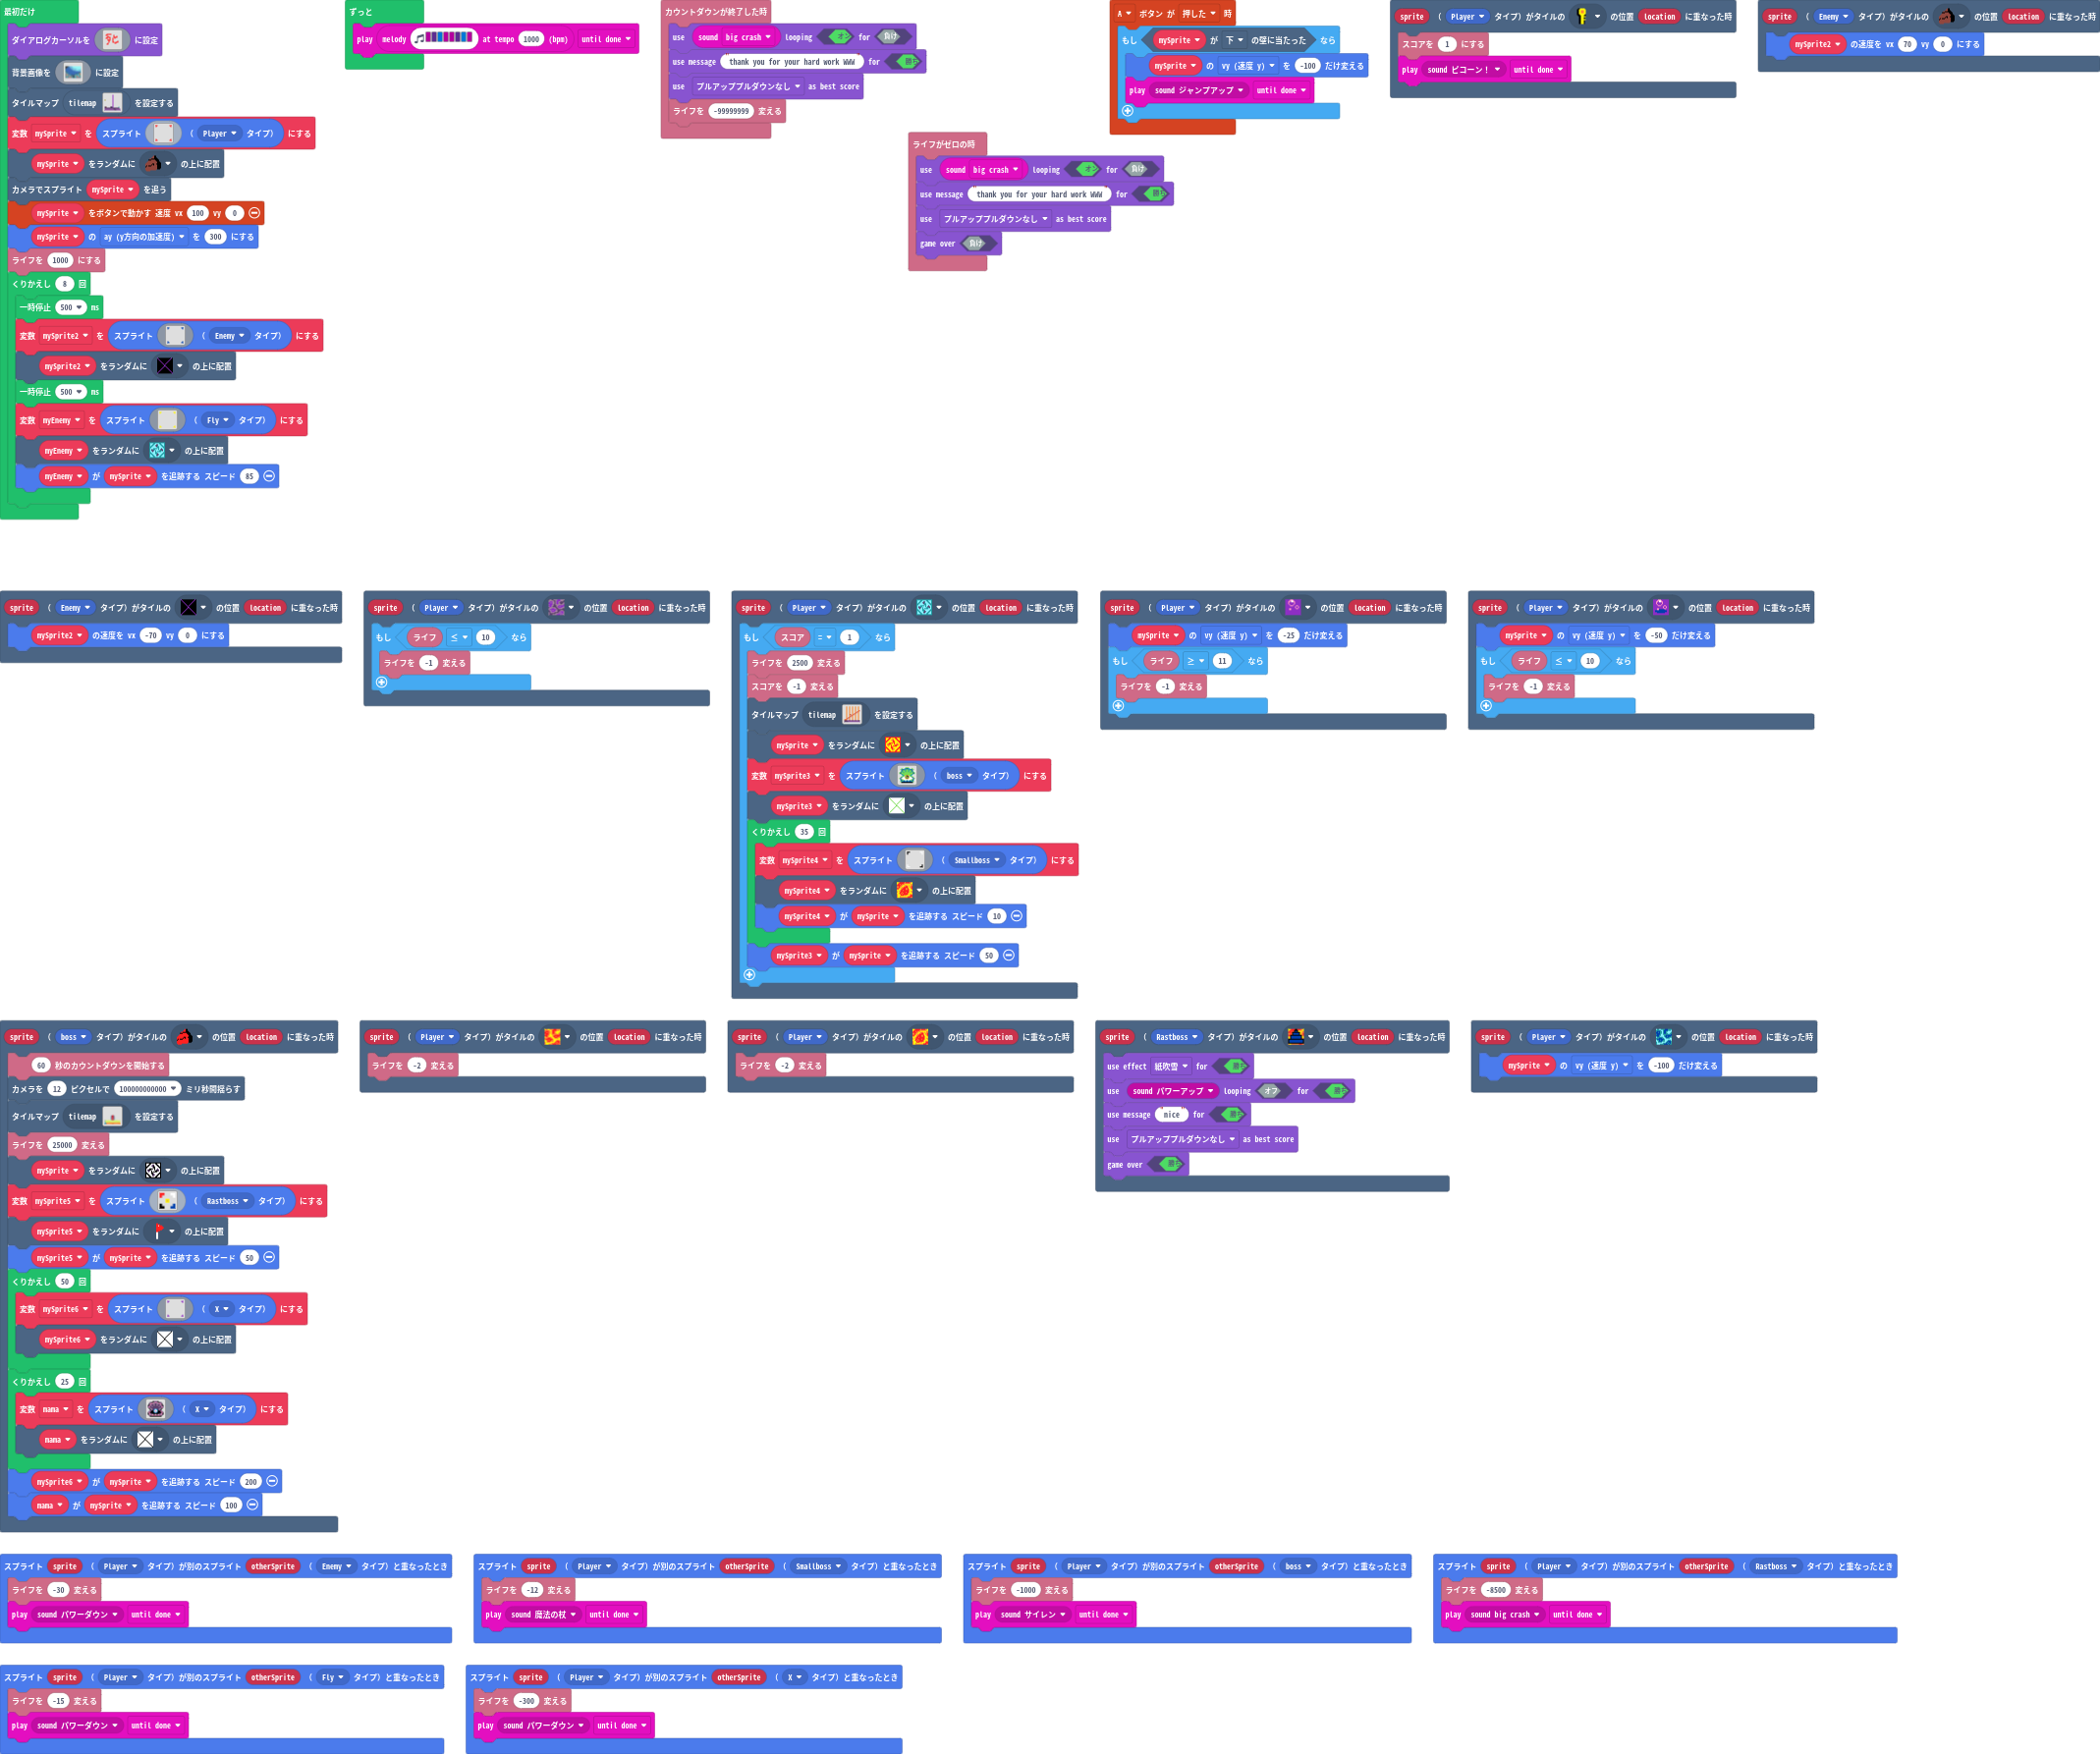 最初だけ
ダイアログカーソルを に設定
背景画像を に設定
タイルマップ tilemap を設定する
変数 mySprite を スプライト ( Player タイプ) にする
mySprite をランダムに の上に配置
カメラでスプライト mySprite を追う
mySprite をボタンで動かす 速度 vx 100 vy 0
mySprite の ay (y方向の加速度) を 300 にする
ライフを 1000 にする
くりかえし 8 回
一時停止 500 ms
変数 mySprite2 を スプライト ( Enemy タイプ) にする
mySprite2 をランダムに の上に配置
一時停止 500 ms
変数 myEnemy を スプライト ( Fly タイプ) にする
myEnemy をランダムに の上に配置
myEnemy が mySprite を追跡する スピード 85
ずっと
play melody at tempo 1000 (bpm) until done
カウントダウンが終了した時
use sound big crash looping オン for 負け
use message thank you for your hard work WWW for 勝ち
use プルアッププルダウンなし as best score
ライフを -99999999 変える
ライフがゼロの時
use sound big crash looping オン for 負け
use message thank you for your hard work WWW for 勝ち
use プルアッププルダウンなし as best score
game over 負け
A ボタン が 押した 時
もし mySprite が 下 の壁に当たった なら
mySprite の vy (速度 y) を -100 だけ変える
play sound ジャンプアップ until done
sprite ( Player タイプ) がタイルの の位置 location に重なった時
スコアを 1 にする
play sound ピコーン! until done
sprite ( Enemy タイプ) がタイルの の位置 location に重なった時
mySprite2 の速度を vx 70 vy 0 にする
sprite ( Enemy タイプ) がタイルの の位置 location に重なった時
mySprite2 の速度を vx -70 vy 0 にする
sprite ( Player タイプ) がタイルの の位置 location に重なった時
もし ライフ ≤ 10 なら
ライフを -1 変える
sprite ( Player タイプ) がタイルの の位置 location に重なった時
もし スコア = 1 なら
ライフを 2500 変える
スコアを -1 変える
タイルマップ tilemap を設定する
mySprite をランダムに の上に配置
変数 mySprite3 を スプライト ( boss タイプ) にする
mySprite3 をランダムに の上に配置
くりかえし 35 回
変数 mySprite4 を スプライト ( Smallboss タイプ) にする
mySprite4 をランダムに の上に配置
mySprite4 が mySprite を追跡する スピード 10
mySprite3 が mySprite を追跡する スピード 50
sprite ( Player タイプ) がタイルの の位置 location に重なった時
mySprite の vy (速度 y) を -25 だけ変える
もし ライフ ≥ 11 なら
ライフを -1 変える
sprite ( Player タイプ) がタイルの の位置 location に重なった時
mySprite の vy (速度 y) を -50 だけ変える
もし ライフ ≤ 10 なら
ライフを -1 変える
sprite ( boss タイプ) がタイルの の位置 location に重なった時
60 秒のカウントダウンを開始する
カメラを 12 ピクセルで 100000000000 ミリ秒間揺らす
タイルマップ tilemap を設定する
ライフを 25000 変える
mySprite をランダムに の上に配置
変数 mySprite5 を スプライト ( Rastboss タイプ) にする
mySprite5 をランダムに の上に配置
mySprite5 が mySprite を追跡する スピード 50
くりかえし 50 回
変数 mySprite6 を スプライト ( X タイプ) にする
mySprite6 をランダムに の上に配置
くりかえし 25 回
変数 nana を スプライト ( X タイプ) にする
nana をランダムに の上に配置
mySprite6 が mySprite を追跡する スピード 200
nana が mySprite を追跡する スピード 100
sprite ( Player タイプ) がタイルの の位置 location に重なった時
ライフを -2 変える
sprite ( Player タイプ) がタイルの の位置 location に重なった時
ライフを -2 変える
sprite ( Rastboss タイプ) がタイルの の位置 location に重なった時
use effect 紙吹雪 for 勝ち
use sound パワーアップ looping オフ for 勝ち
use message nice for 勝ち
use プルアッププルダウンなし as best score
game over 勝ち
sprite ( Player タイプ) がタイルの の位置 location に重なった時
mySprite の vy (速度 y) を -100 だけ変える
スプライト sprite ( Player タイプ) が別のスプライト otherSprite ( Enemy タイプ) と重なったとき
ライフを -30 変える
play sound パワーダウン until done
スプライト sprite ( Player タイプ) が別のスプライト otherSprite ( Smallboss タイプ) と重なったとき
ライフを -12 変える
play sound 魔法の杖 until done
スプライト sprite ( Player タイプ) が別のスプライト otherSprite ( boss タイプ) と重なったとき
ライフを -1000 変える
play sound サイレン until done
スプライト sprite ( Player タイプ) が別のスプライト otherSprite ( Rastboss タイプ) と重なったとき
ライフを -8500 変える
play sound big crash until done
スプライト sprite ( Player タイプ) が別のスプライト otherSprite ( Fly タイプ) と重なったとき
ライフを -15 変える
play sound パワーダウン until done
スプライト sprite ( Player タイプ) が別のスプライト otherSprite ( X タイプ) と重なったとき
ライフを -300 変える
play sound パワーダウン until done